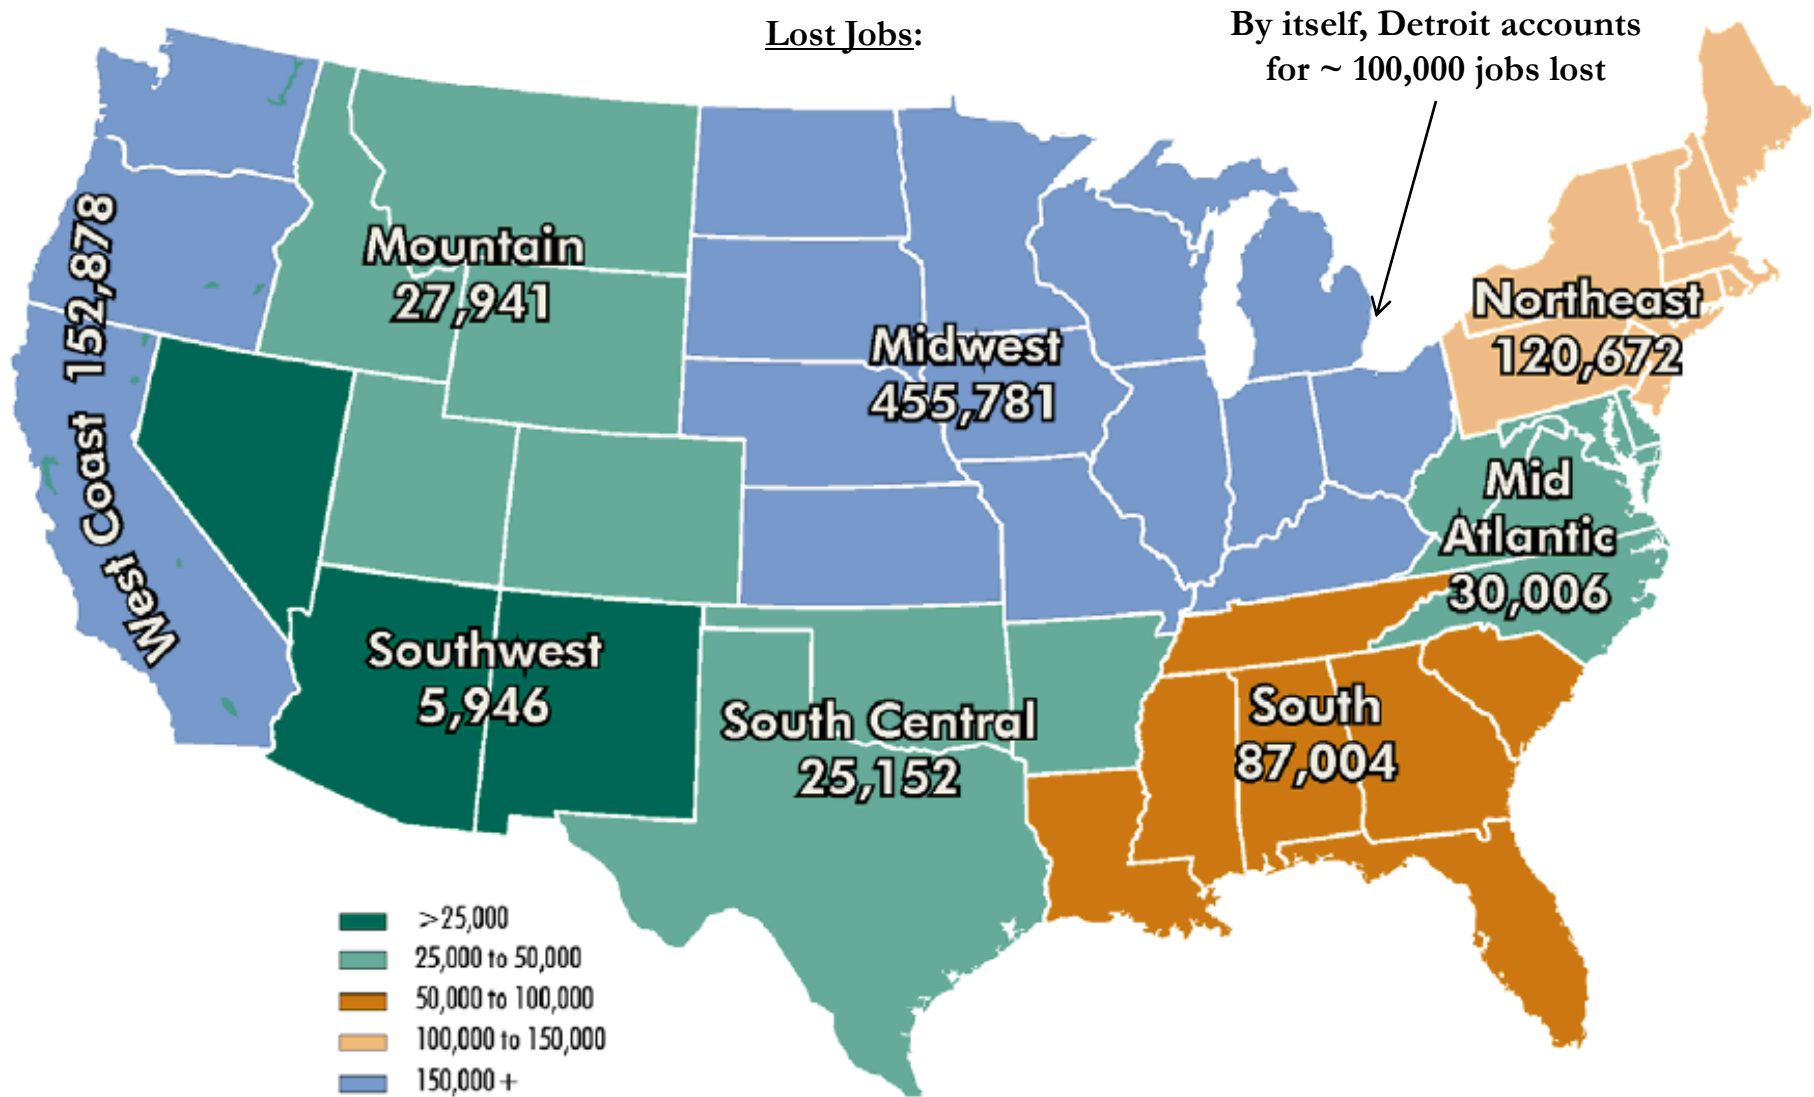 Lost Jobs:
By itself, Detroit accounts
for ~ 100,000 jobs lost
West Coast 152,878
Mountain
27,941
Midwest
455,781
Northeast
120,672
Mid
Atlantic
30,006
Southwest
5,946
South Central
25,152
South
87,004
>25,000
25,000 to 50,000
50,000 to 100,000
100,000 to 150,000
150,000 +